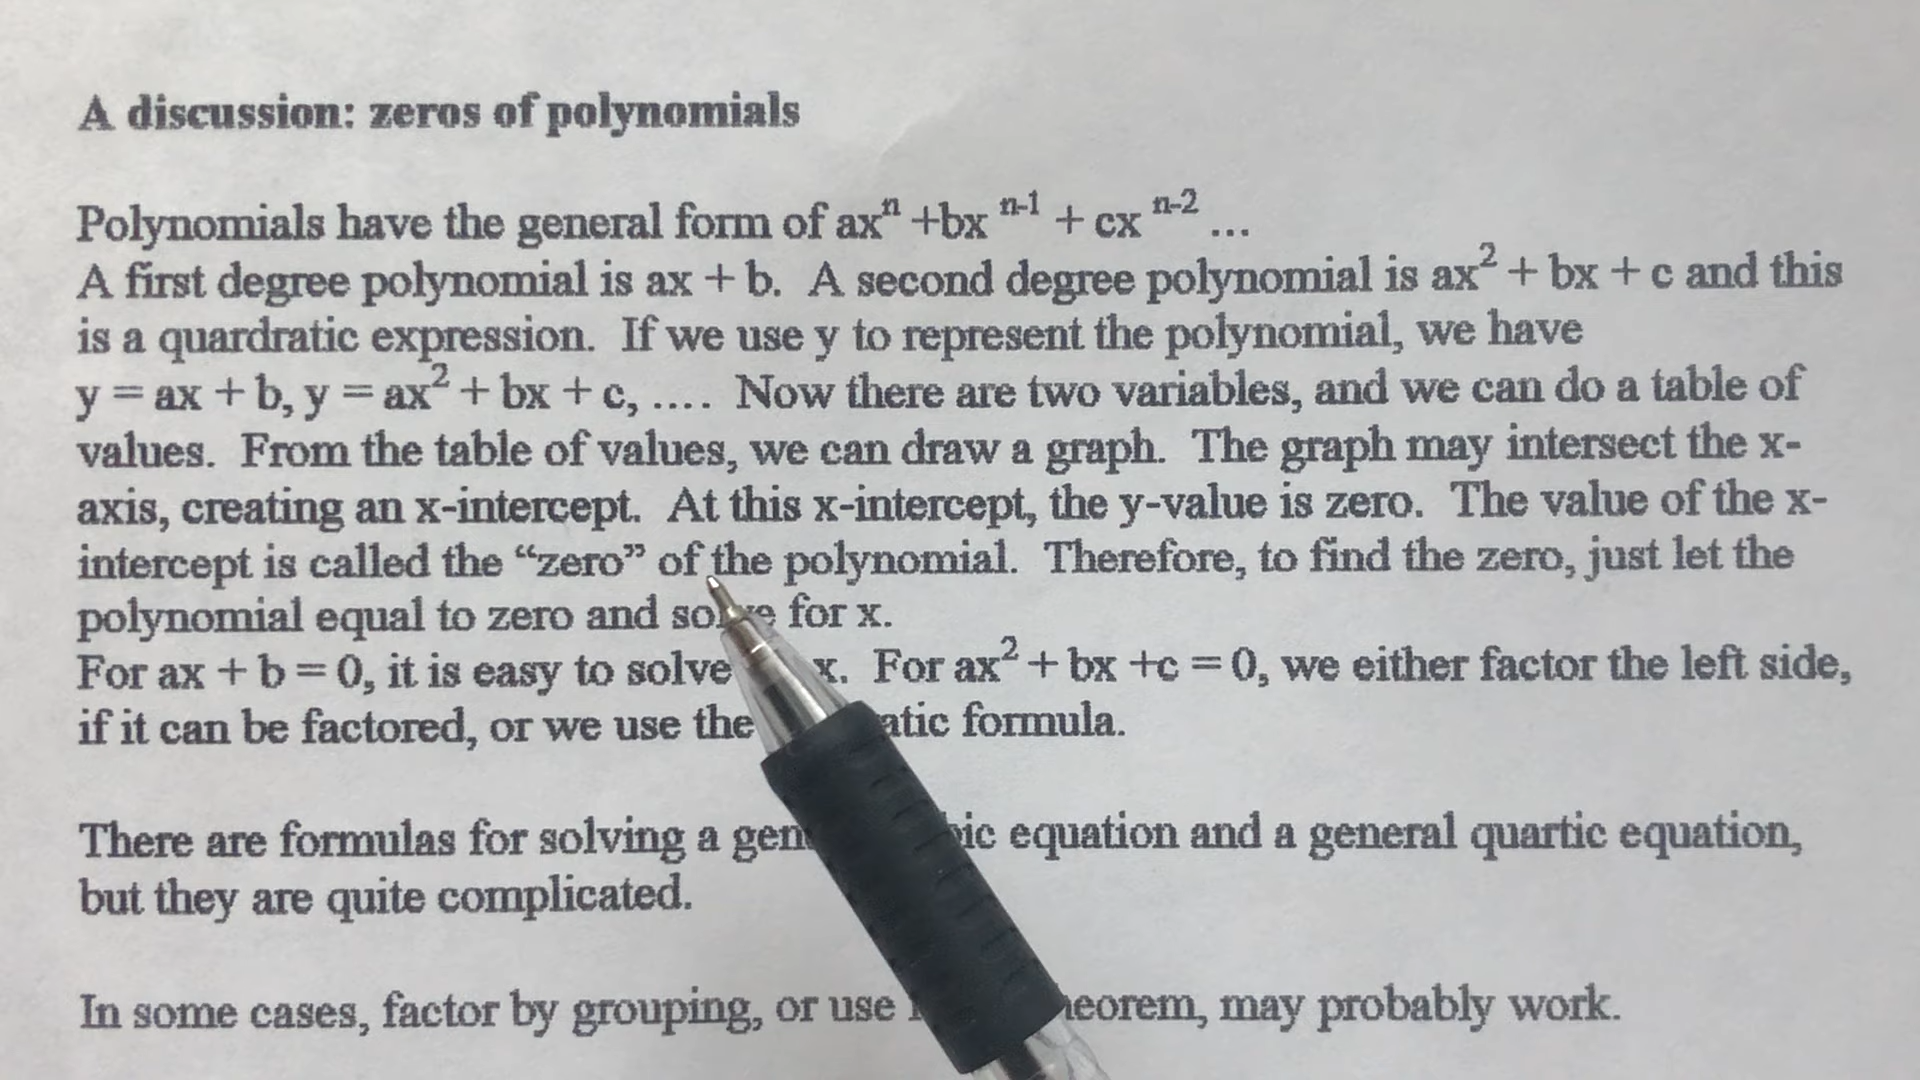 A discussion: zeros of polynomials
Polynomials have the general form of axⁿ +bx ⁿ⁻¹ + cx ⁿ⁻² ...
A first degree polynomial is ax + b. A second degree polynomial is ax² + bx + c and this
is a quardratic expression. If we use y to represent the polynomial, we have
y = ax + b, y = ax² + bx + c, .... Now there are two variables, and we can do a table of
values. From the table of values, we can draw a graph. The graph may intersect the x-
axis, creating an x-intercept. At this x-intercept, the y-value is zero. The value of the x-
intercept is called the “zero” of the polynomial. Therefore, to find the zero, just let the
polynomial equal to zero and solve for x.
For ax + b = 0, it is easy to solve x. For ax² + bx +c = 0, we either factor the left side,
if it can be factored, or we use the formula.
There are formulas for solving a equation and a general quartic equation,
but they are quite complicated.
In some cases, factor by grouping, or use may probably work.